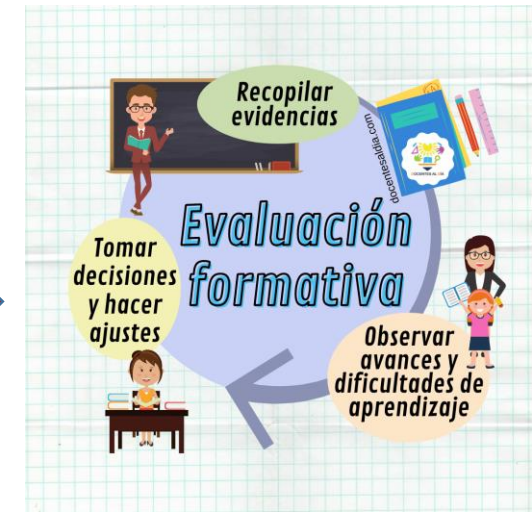 Recopilar
evidencias
docentesaldia.com
Evaluación
formativa
Tomar
decisiones
y hacer
ajustes
Observar
avances y
dificultades de
aprendizaje